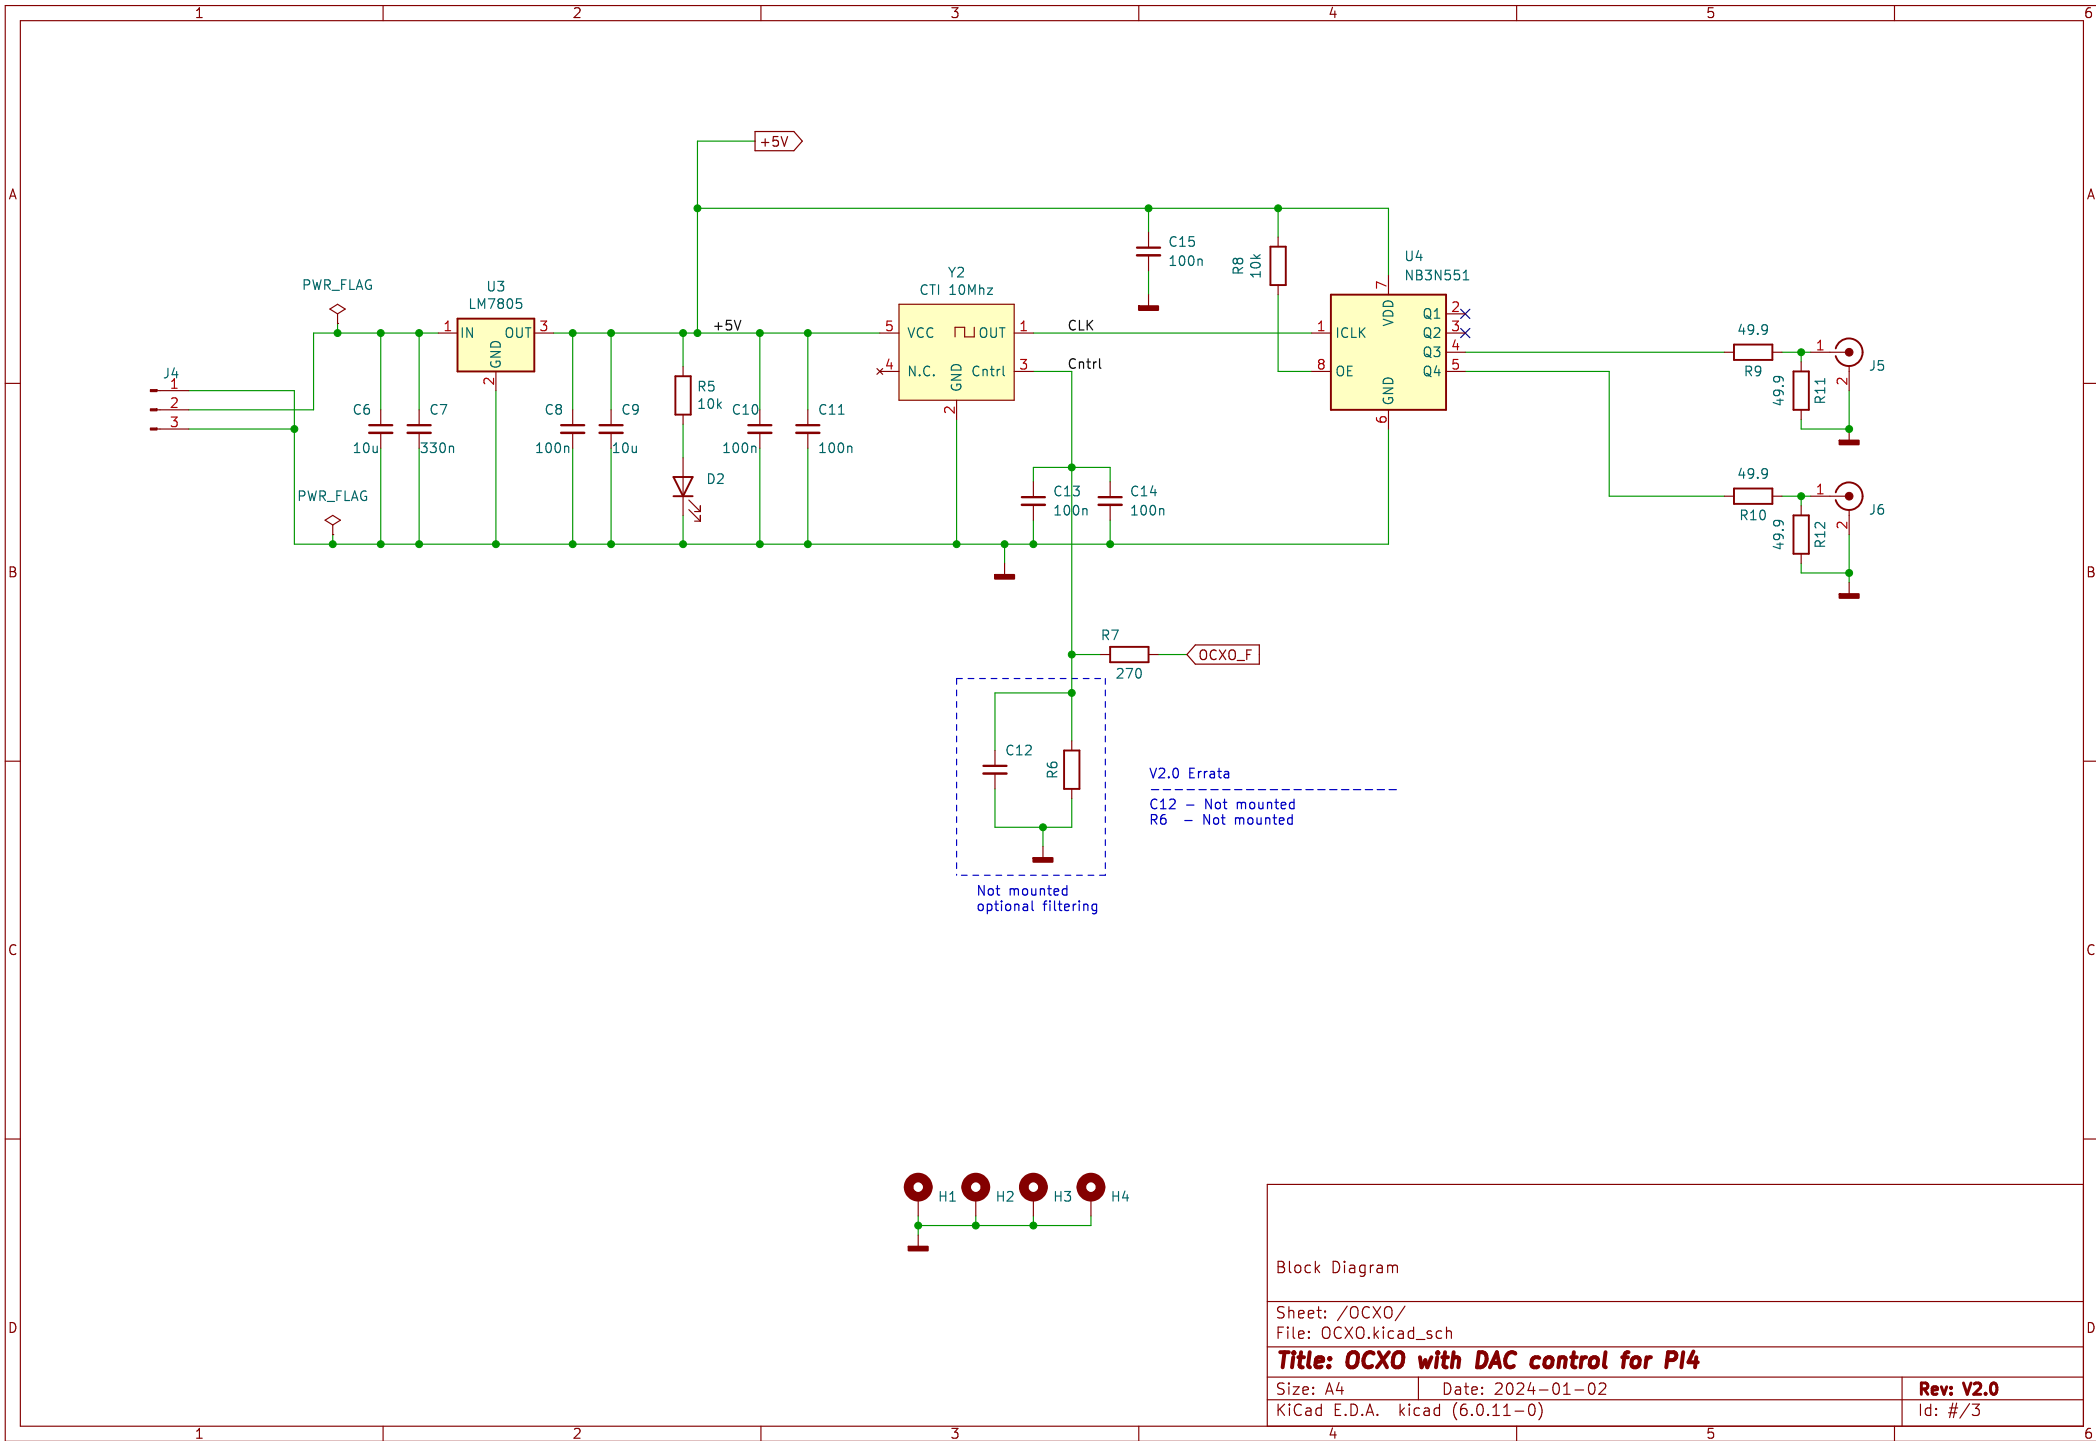 1 2 3 4 5 6
+5V
A A
C15
100n
R8
10k
U4
NB3N551
PWR_FLAG
U3
LM7805
1 IN OUT 3
GND
2
+5V
Y2
CTI 10Mhz
5 VCC OUT 1
4 N.C. Cntrl 3
GND
2
CLK
Cntrl
7
VDD
1 ICLK
8 OE
GND
6
Q1 2
Q2 3
Q3 4
Q4 5
49.9
R9
1
J5
2
49.9
R11
J4
1
2
3
C6
10u
C7
330n
C8
100n
C9
10u
R5
10k
C10
100n
C11
100n
D2
PWR_FLAG
C13
100n
C14
100n
49.9
R10
1
J6
2
49.9
R12
B B
R7
270
OCXO_F
C12
R6
V2.0 Errata
------------------------
C12 - Not mounted
R6 - Not mounted
Not mounted
optional filtering
C C
H1 H2 H3 H4
Block Diagram
Sheet: /OCXO/
File: OCXO.kicad_sch
D D
Title: OCXO with DAC control for PI4
Size: A4 Date: 2024-01-02 Rev: V2.0
KiCad E.D.A. kicad (6.0.11-0) Id: #/3
1 2 3 4 5 6